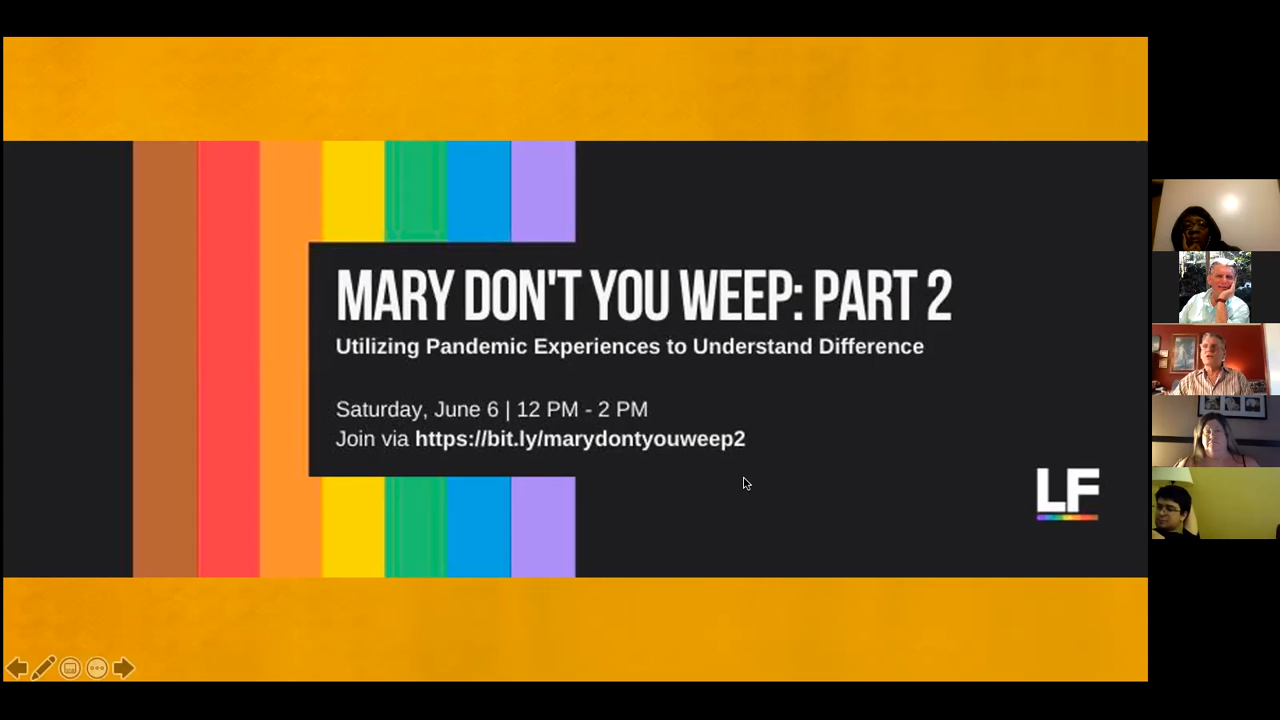 MARY DON'T YOU WEEP: PART 2
Utilizing Pandemic Experiences to Understand Difference
Saturday, June 6 | 12 PM - 2 PM
Join via https://bit.ly/marydontyouweep2
LF